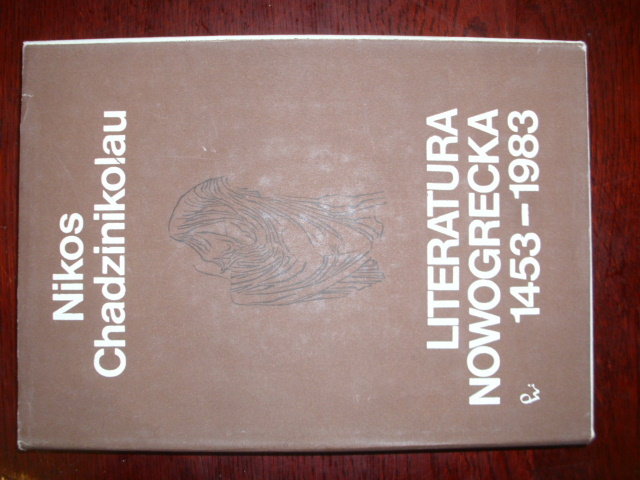 Nikos
Chadzinikolau
LITERATURA
NOWOGRECKA
1453–1983